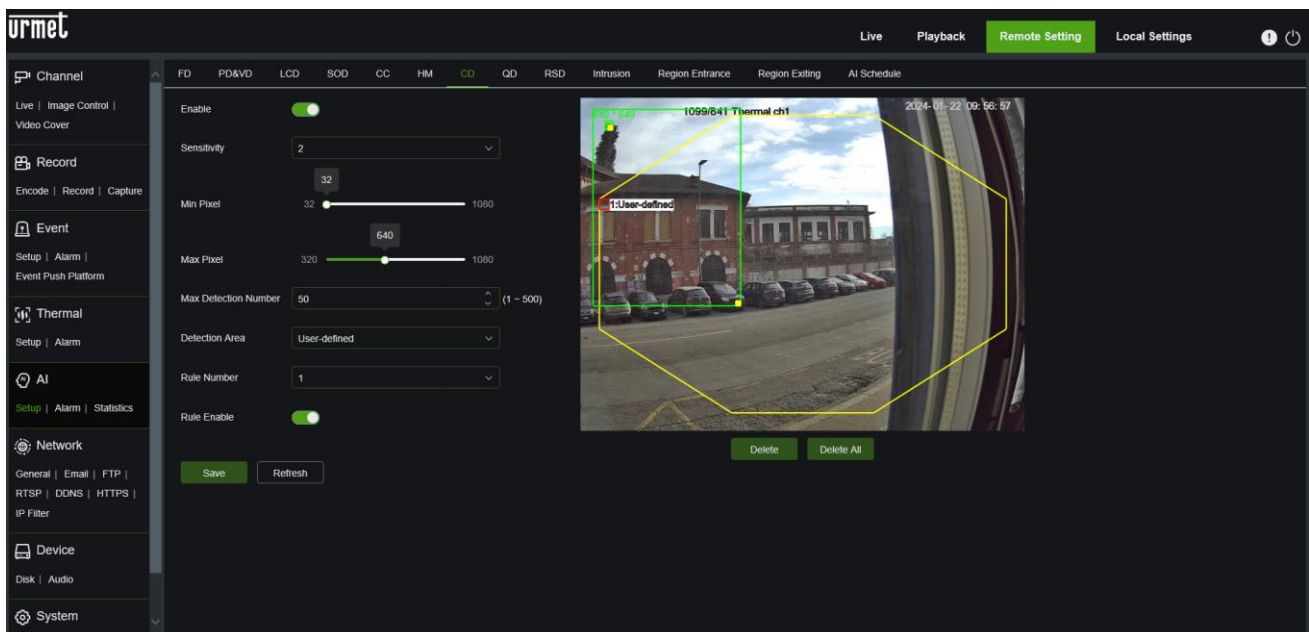 urmet
Live Playback Remote Setting Local Settings
Channel
Live | Image Control |
Video Cover
Record
Encode | Record | Capture
Event
Setup | Alarm |
Event Push Platform
Thermal
Setup | Alarm
AI
Setup | Alarm | Statistics
Network
General | Email | FTP |
RTSP | DDNS | HTTPS |
IP Filter
Device
Disk | Audio
System
FD PD&VD LCD SOD CC HM CD QD RSD Intrusion Region Entrance Region Exiting AI Schedule
Enable
Sensitivity 2
32
Min Pixel 32 1080
640
Max Pixel 320 1080
Max Detection Number 50 (1 ~ 500)
Detection Area User-defined
Rule Number 1
Rule Enable
Save Refresh
640 * 640 1099/841 Thermal ch1 2024-01-22 09:56:57
1:User-defined
Delete Delete All